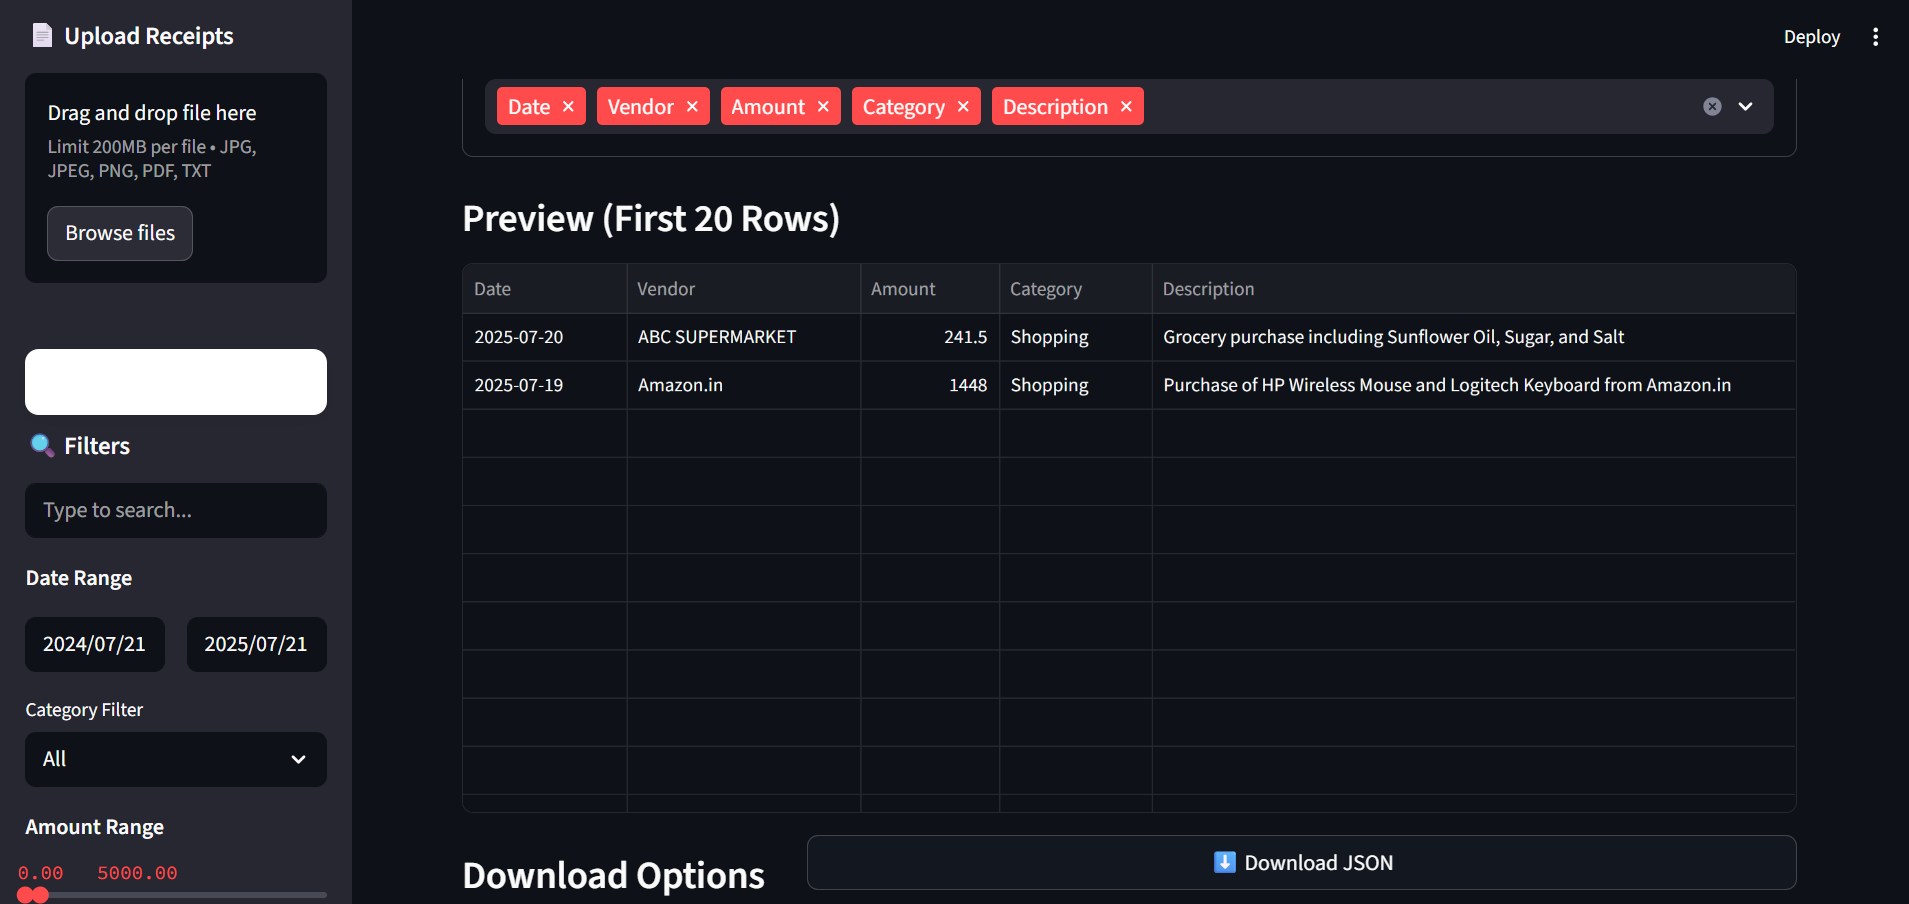 Upload Receipts
Drag and drop file here
Limit 200MB per file • JPG,
JPEG, PNG, PDF, TXT
Browse files
Filters
Type to search...
Date Range
2024/07/21 2025/07/21
Category Filter
All
Amount Range
0.00 5000.00
Deploy
Date Vendor Amount Category Description
Preview (First 20 Rows)
Date Vendor Amount Category Description
2025-07-20 ABC SUPERMARKET 241.5 Shopping Grocery purchase including Sunflower Oil, Sugar, and Salt
2025-07-19 Amazon.in 1448 Shopping Purchase of HP Wireless Mouse and Logitech Keyboard from Amazon.in
Download Options
Download JSON